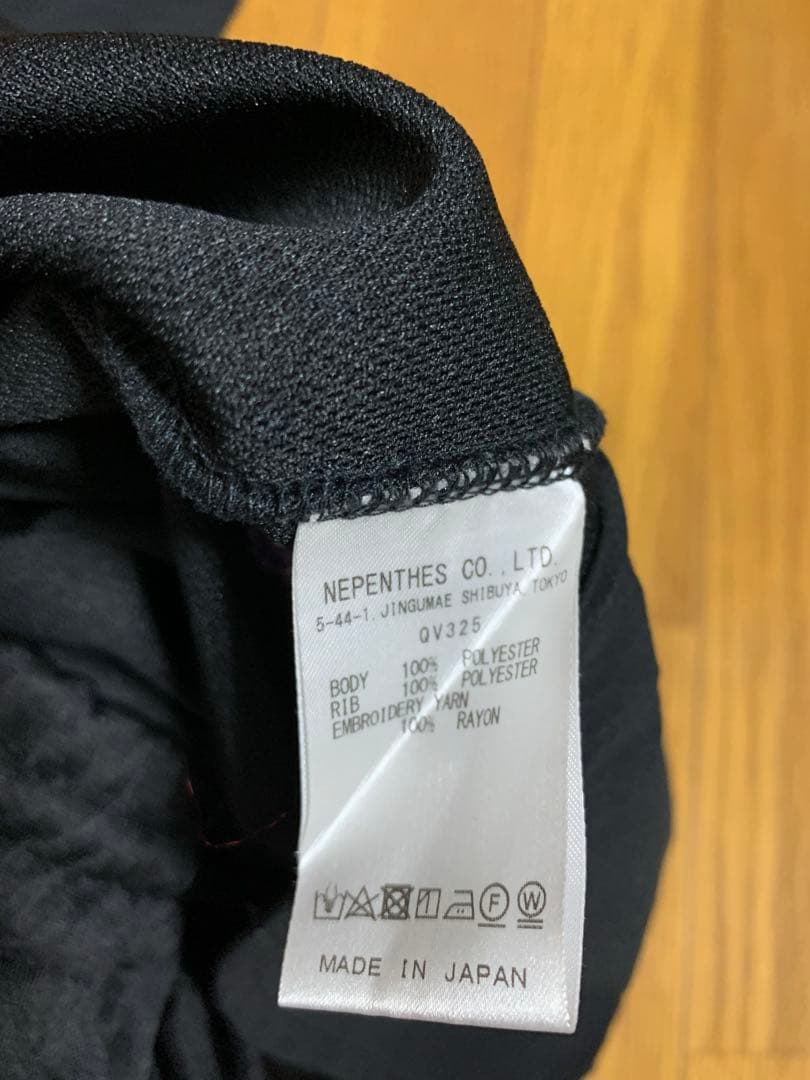 NEPENTHES CO., LTD.
5-44-1, JINGUMAE SHIBUYA, TOKYO
QV325
BODY 100% POLYESTER
RIB 100% POLYESTER
EMBROIDERY YARN
100% RAYON
F W
MADE IN JAPAN